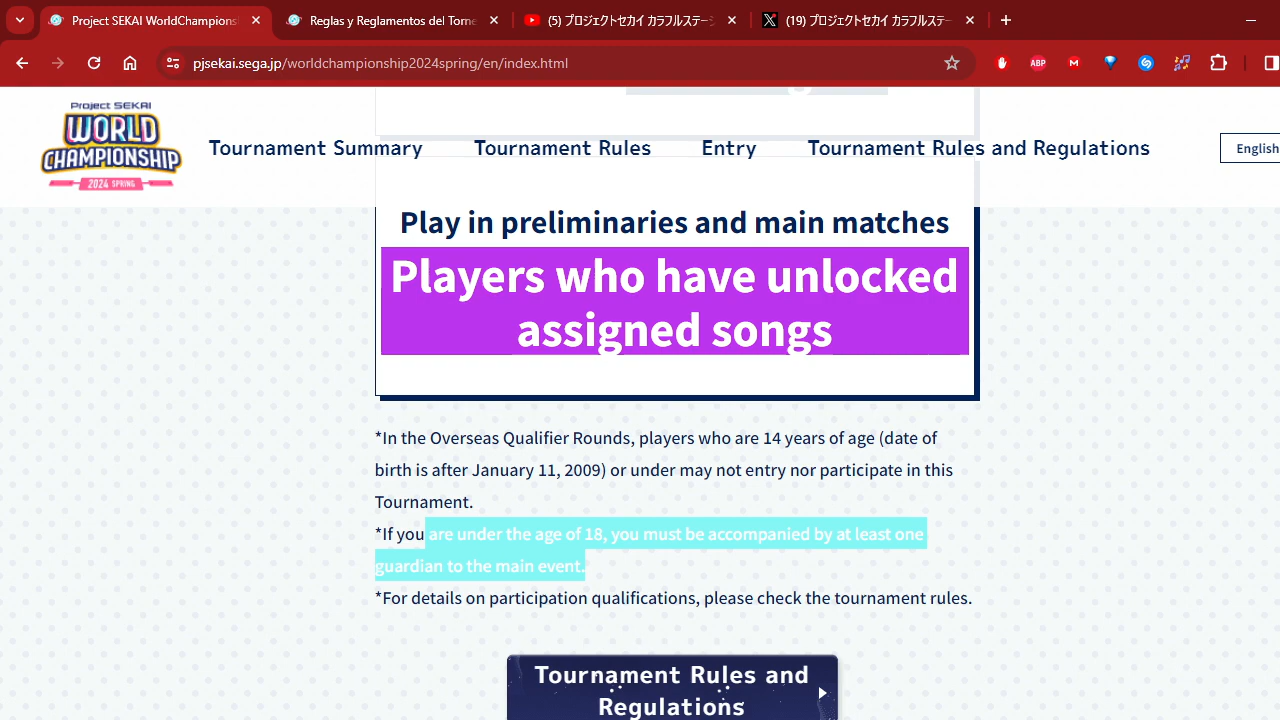 Project SEKAI WorldChampions
Reglas y Reglamentos del Torne
(5) プロジェクトセカイ カラフルステー
(19) プロジェクトセカイ カラフルステー
pjsekai.sega.jp/worldchampionship2024spring/en/index.html
ABP
Project SEKAI
WORLD
CHAMPIONSHIP
2024 SPRING
Tournament Summary
Tournament Rules
Entry
Tournament Rules and Regulations
English
Play in preliminaries and main matches
Players who have unlocked
assigned songs
*In the Overseas Qualifier Rounds, players who are 14 years of age (date of
birth is after January 11, 2009) or under may not entry nor participate in this
Tournament.
*If you are under the age of 18, you must be accompanied by at least one
guardian to the main event.
*For details on participation qualifications, please check the tournament rules.
Tournament Rules and
Regulations